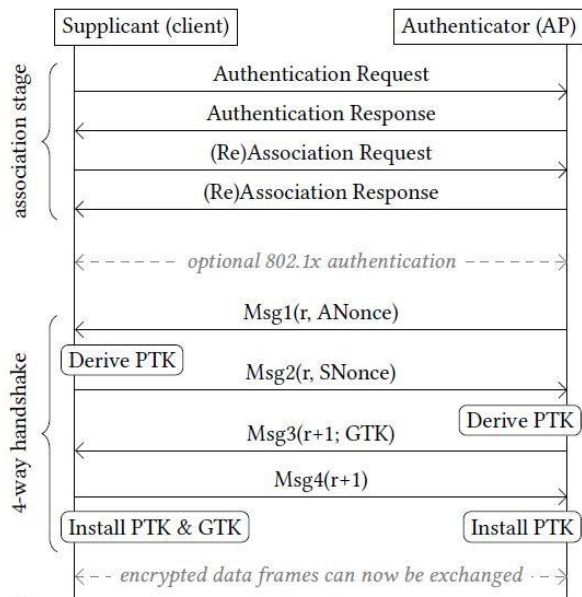 Supplicant (client)
Authenticator (AP)
association stage
Authentication Request
Authentication Response
(Re)Association Request
(Re)Association Response
optional 802.1x authentication
4-way handshake
Msg1(r, ANonce)
Derive PTK
Msg2(r, SNonce)
Derive PTK
Msg3(r+1; GTK)
Msg4(r+1)
Install PTK & GTK
Install PTK
encrypted data frames can now be exchanged